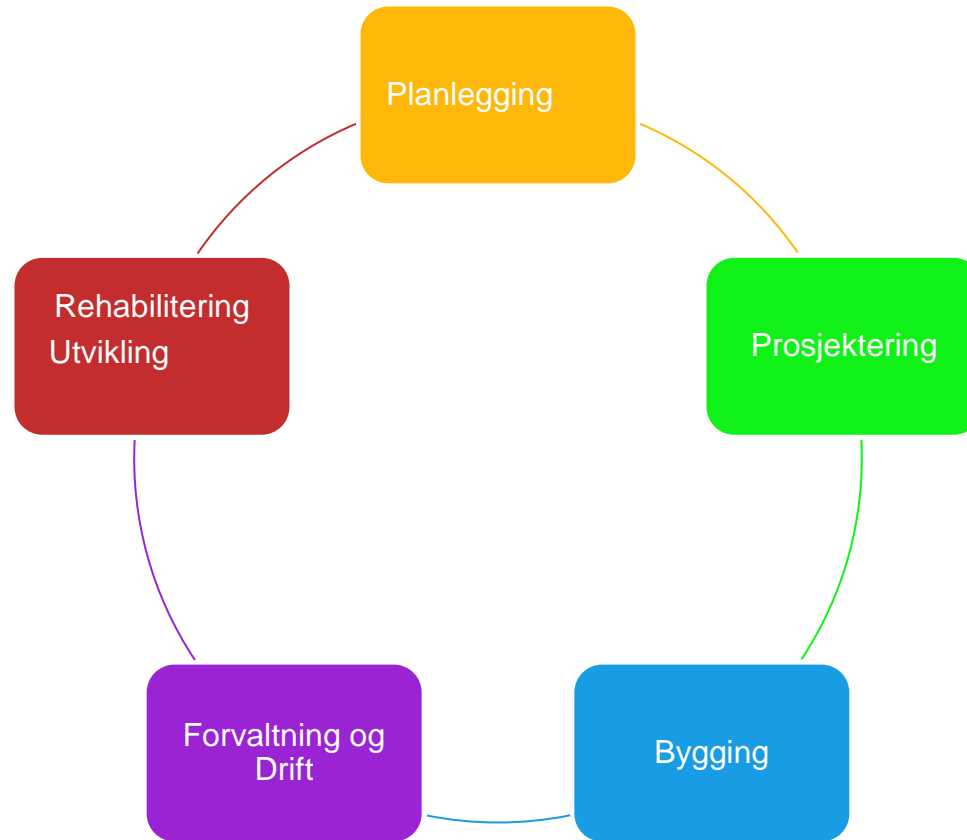 Planlegging
Prosjektering
Bygging
Forvaltning og
Drift
Rehabilitering
Utvikling